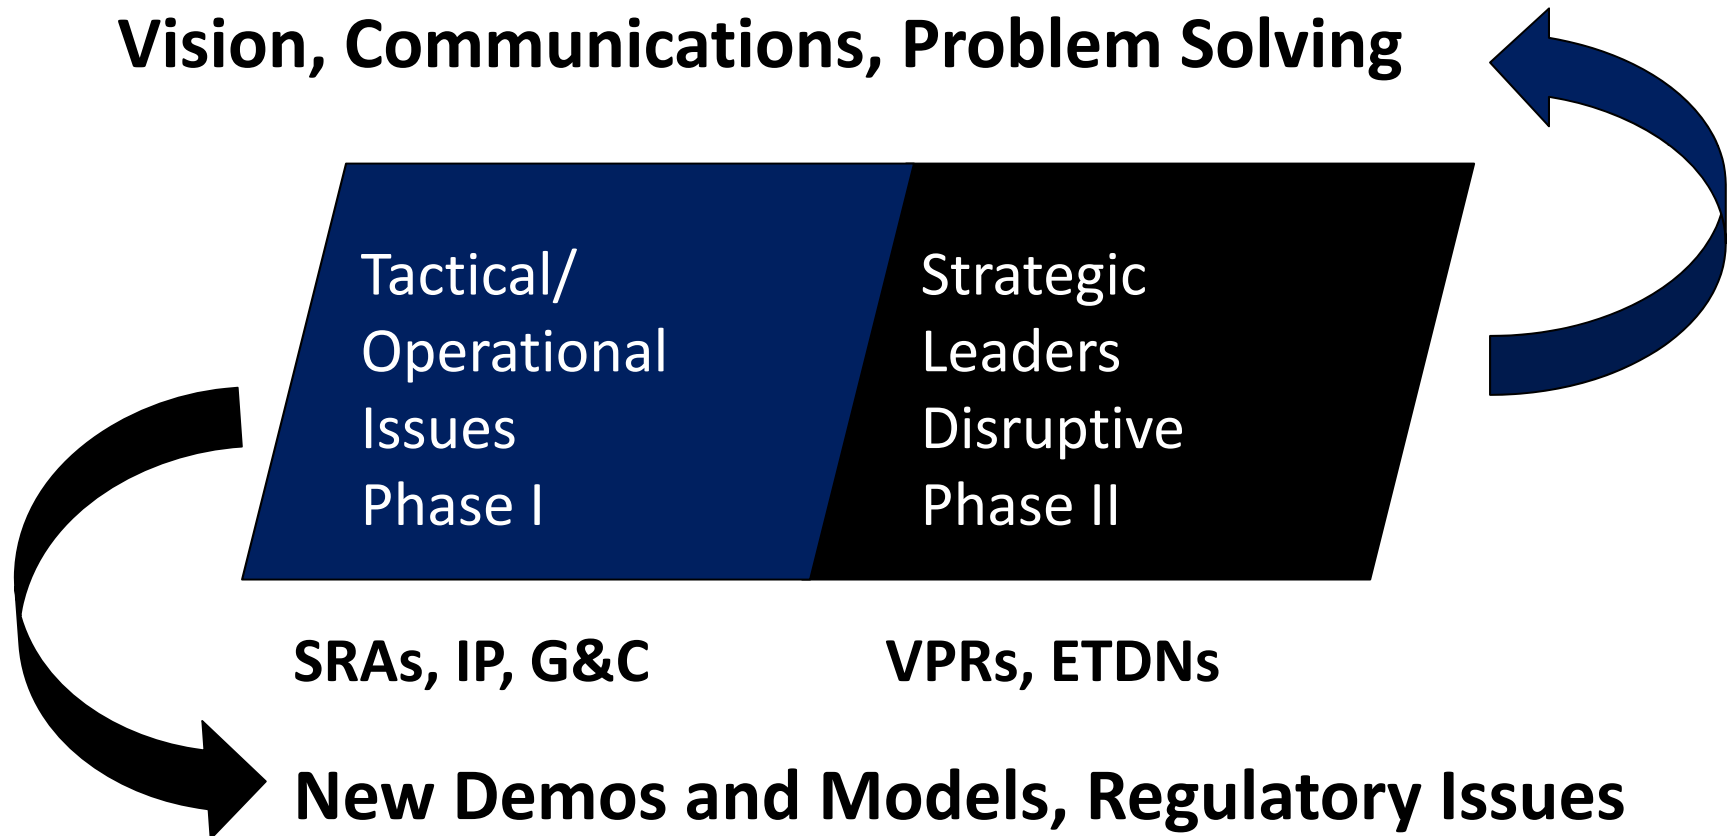 Vision, Communications, Problem Solving
Tactical/
Operational
Issues
Phase I
Strategic
Leaders
Disruptive
Phase II
SRAs, IP, G&C
VPRs, ETDNs
New Demos and Models, Regulatory Issues